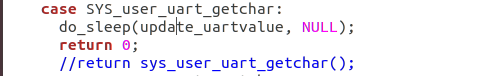 case SYS_user_uart_getchar:
do_sleep(update_uartvalue, NULL);
return 0;
//return sys_user_uart_getchar();